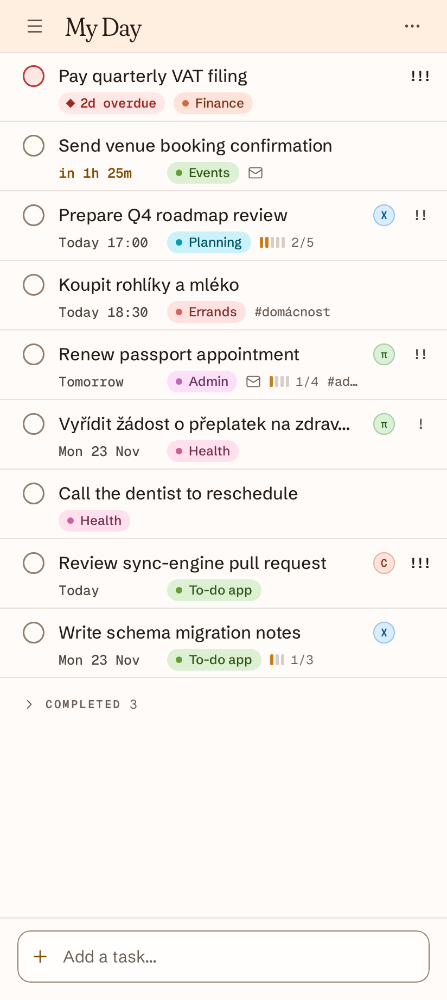 My Day
Pay quarterly VAT filing !!!
2d overdue Finance
Send venue booking confirmation
in 1h 25m Events
Prepare Q4 roadmap review X !!
Today 17:00 Planning 2/5
Koupit rohlíky a mléko
Today 18:30 Errands #domácnost
Renew passport appointment π !!
Tomorrow Admin 1/4 #ad…
Vyřídit žádost o přeplatek na zdrav… π !
Mon 23 Nov Health
Call the dentist to reschedule
Health
Review sync-engine pull request C !!!
Today To-do app
Write schema migration notes X
Mon 23 Nov To-do app 1/3
COMPLETED 3
+ Add a task…